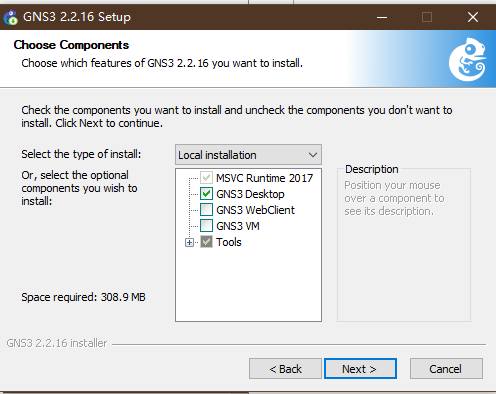 GNS3 2.2.16 Setup
Choose Components
Choose which features of GNS3 2.2.16 you want to install.
Check the components you want to install and uncheck the components you don't want to
install. Click Next to continue.
Select the type of install:
Local installation
Or, select the optional
components you wish to
install:
MSVC Runtime 2017
GNS3 Desktop
GNS3 WebClient
GNS3 VM
Tools
Description
Position your mouse
over a component to
see its description.
Space required: 308.9 MB
GNS3 2.2.16 installer
< Back
Next >
Cancel